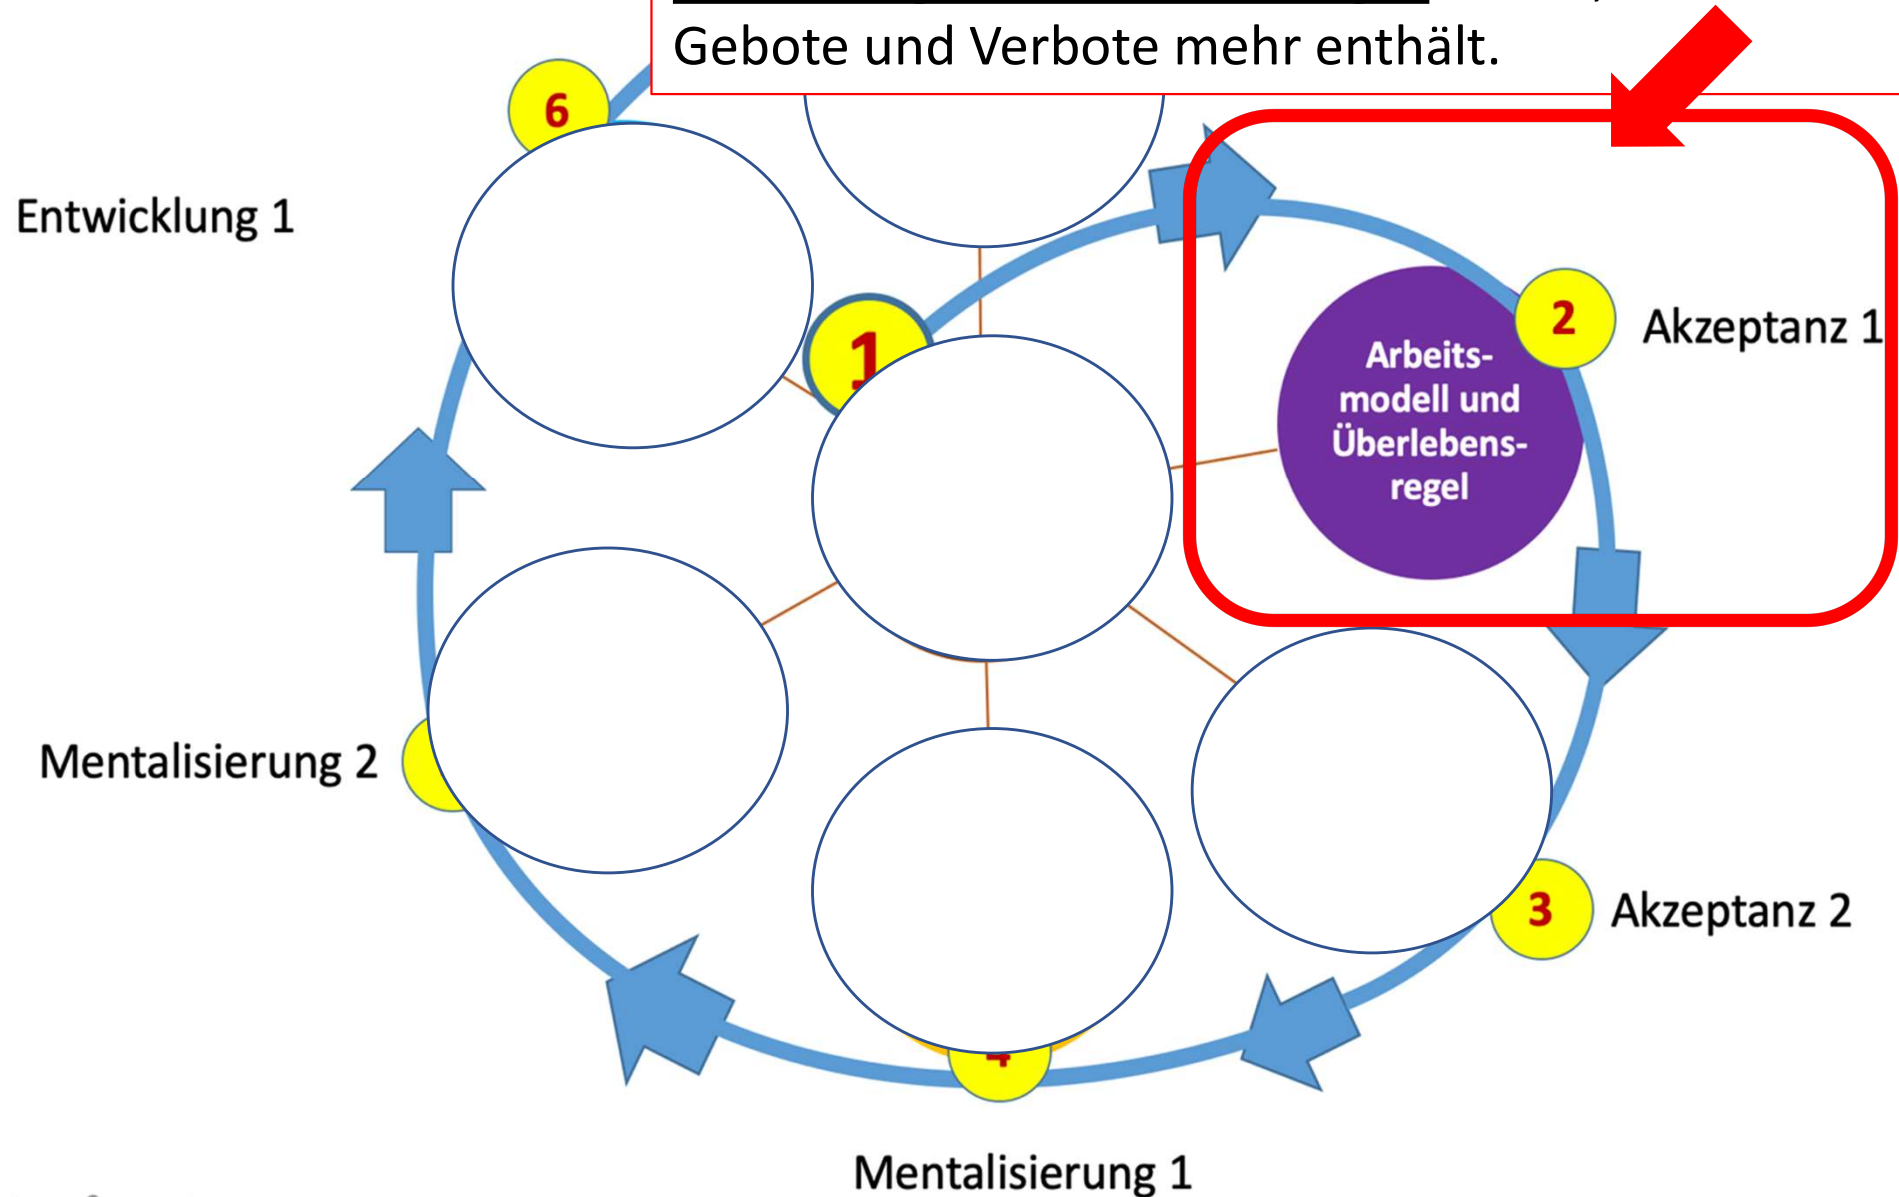 Gebote und Verbote mehr enthält.
6
Entwicklung 1
1
2
Akzeptanz 1
Arbeits-
modell und
Überlebens-
regel
Mentalisierung 2
3
Akzeptanz 2
4
Mentalisierung 1